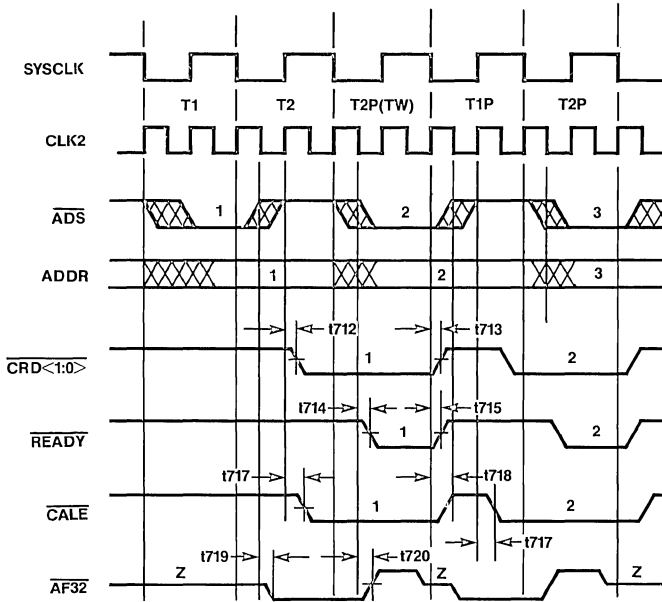 SYSCLK
T1 T2 T2P(TW) T1P T2P
CLK2
ADS 1 2 3
ADDR 1 2 3
t712 t713
CRD<1:0> 1 2
t714 t715
READY 1 2
t717 t718
CALE 1 2
t717
t719 t720
AF32 Z Z Z